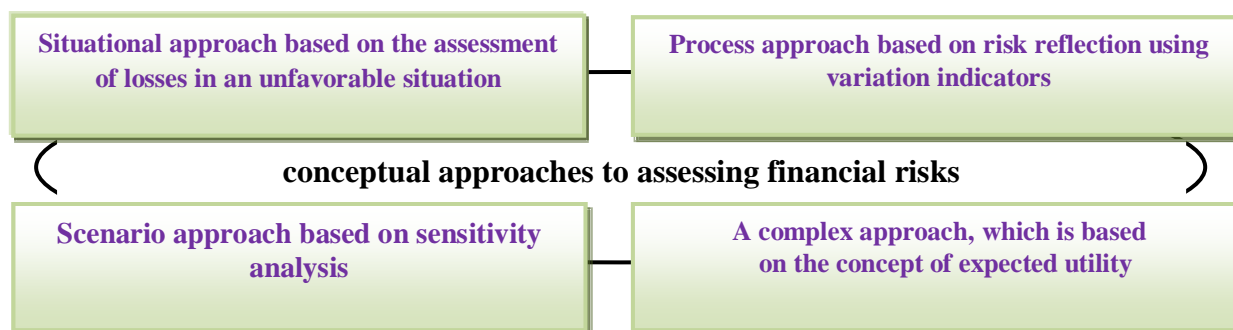 Situational approach based on the assessment
of losses in an unfavorable situation
Process approach based on risk reflection using
variation indicators
conceptual approaches to assessing financial risks
Scenario approach based on sensitivity
analysis
A complex approach, which is based
on the concept of expected utility